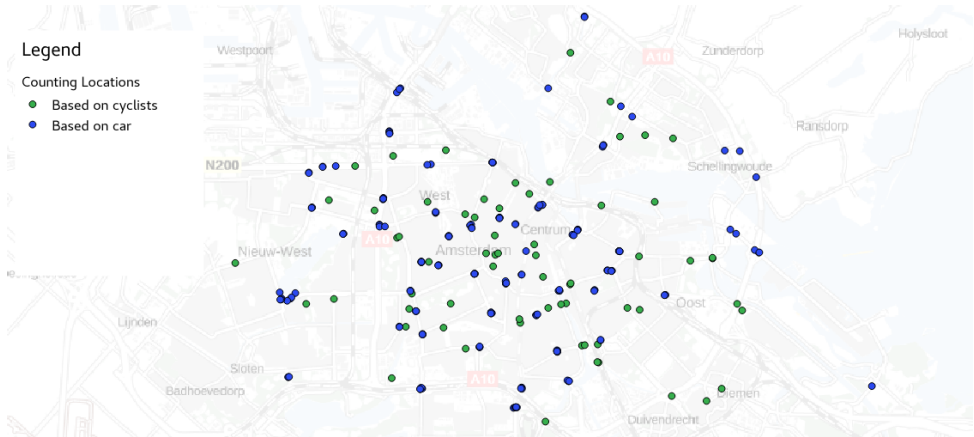 Legend
Counting Locations
Based on cyclists
Based on car
Westpoort
A10
Zunderdorp
Holysloot
Ransdorp
N200
Schellingwoude
West
Centrum
A10
Nieuw-West
Amsterdam
Oost
Lijnden
Sloten
A10
Badhoevedorp
Diemen
Duivendrecht